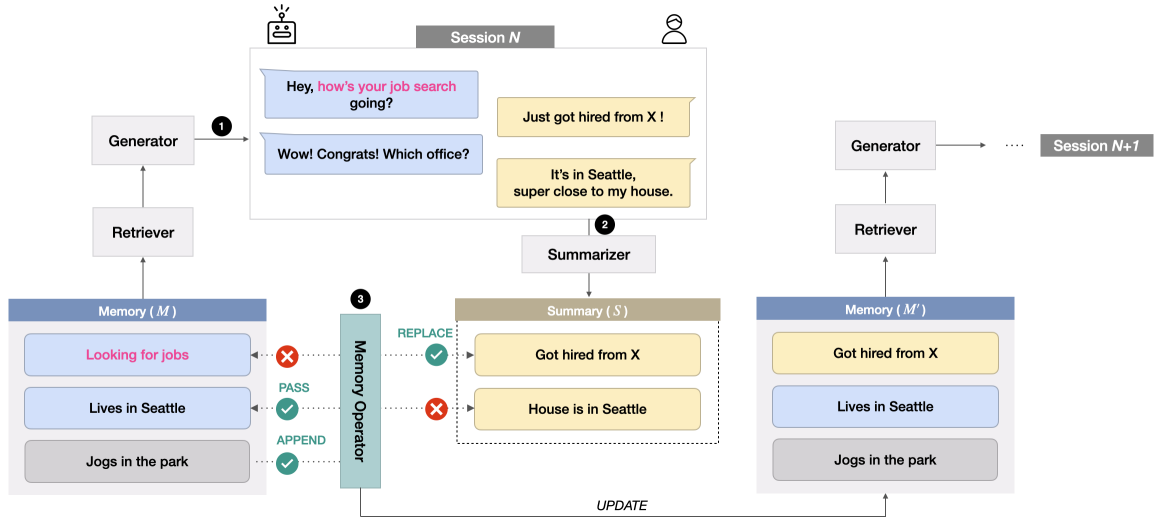 Session N
Hey, how's your job search
going?
Just got hired from X !
Wow! Congrats! Which office?
It's in Seattle,
super close to my house.
1
Generator
Retriever
2
Summarizer
Memory ( M )
Looking for jobs
Lives in Seattle
Jogs in the park
3
Memory Operator
REPLACE
PASS
APPEND
Summary ( S )
Got hired from X
House is in Seattle
UPDATE
Generator
Session N+1
Retriever
Memory ( M′ )
Got hired from X
Lives in Seattle
Jogs in the park